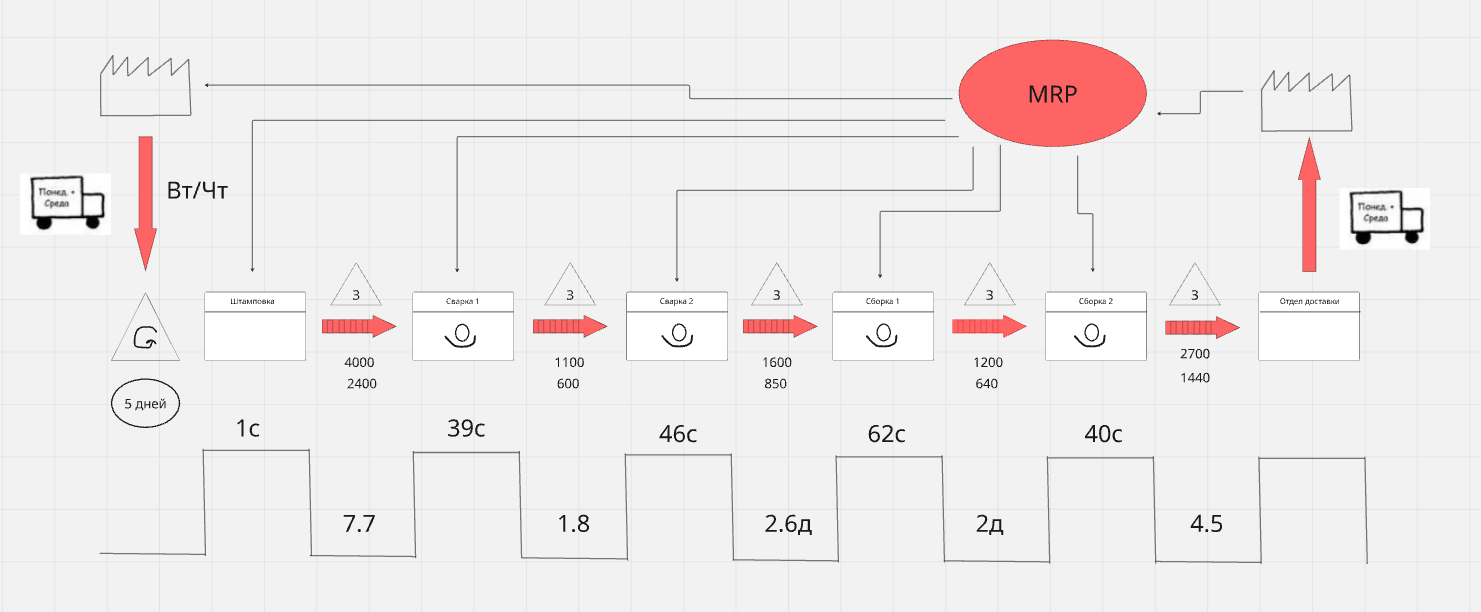 MRP
Понед. +
Среда
Вт/Чт
Понед. +
Среда
Штамповка
3
Сварка 1
3
Сварка 2
3
Сборка 1
3
Сборка 2
3
Отдел доставки
4000
2400
1100
600
1600
850
1200
640
2700
1440
5 дней
1с
39с
46с
62с
40с
7.7
1.8
2.6д
2д
4.5